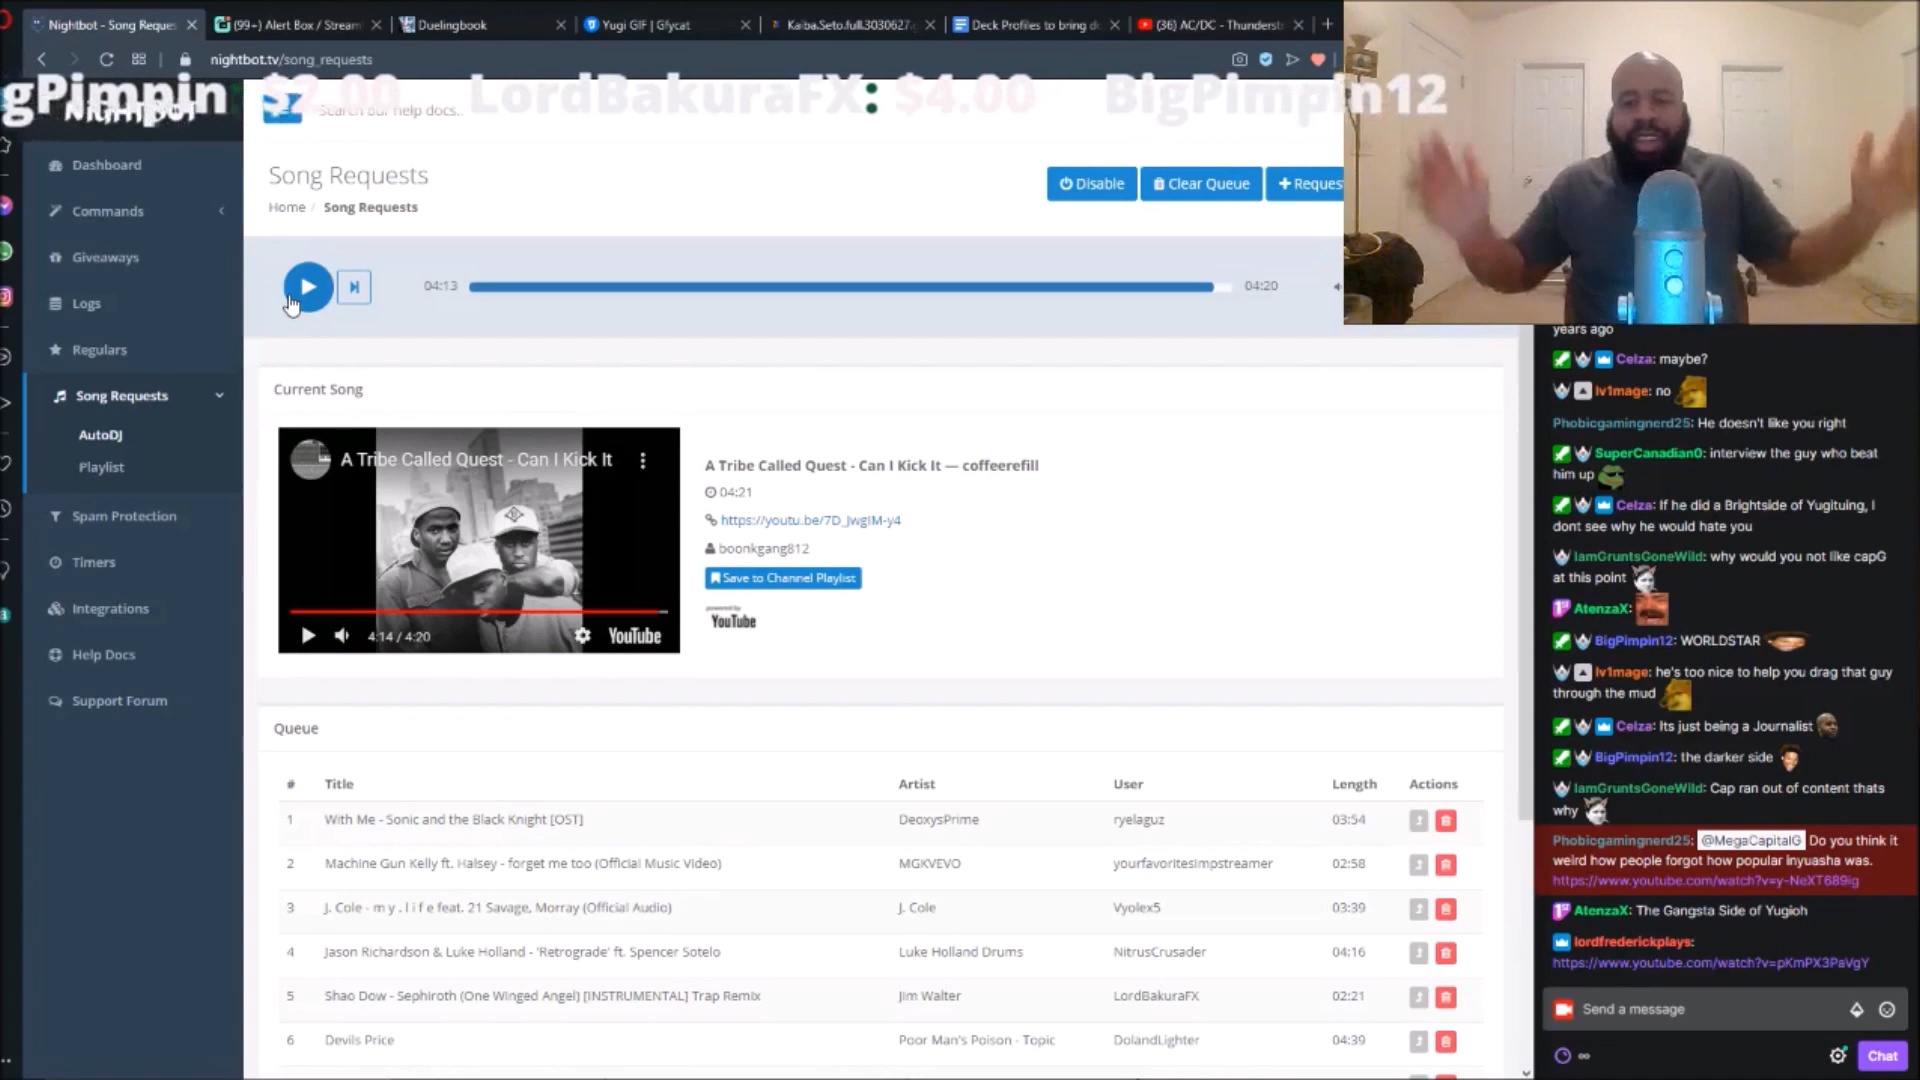 Nightbot - Song Reques
(99+) Alert Box / Stream
Duelingbook
Yugi GIF | Gfycat
Kaiba.Seto.full.3030627.
Deck Profiles to bring d
(36) AC/DC - Thunderst
nightbot.tv/song_requests
gPimpin $2.00 LordBakuraFX: $4.00 BigPimpin12
Nightbot
Search our help docs..
Dashboard
Commands
Giveaways
Logs
Regulars
Song Requests
AutoDJ
Playlist
Spam Protection
Timers
Integrations
Help Docs
Support Forum
Song Requests
Home / Song Requests
Disable
Clear Queue
+Reques
04:13
04:20
Current Song
A Tribe Called Quest - Can I Kick It
4:14 / 4:20
YouTube
A Tribe Called Quest - Can I Kick It — coffeerefill
04:21
https://youtu.be/7D_JwgIM-y4
boonkgang812
Save to Channel Playlist
powered by
YouTube
Queue
# Title Artist User Length Actions
1 With Me - Sonic and the Black Knight [OST] DeoxysPrime ryelaguz 03:54
2 Machine Gun Kelly ft. Halsey - forget me too (Official Music Video) MGKVEVO yourfavoritesimpstreamer 02:58
3 J. Cole - m y . l i f e feat. 21 Savage, Morray (Official Audio) J. Cole Vyolex5 03:39
4 Jason Richardson & Luke Holland - 'Retrograde' ft. Spencer Sotelo Luke Holland Drums NitrusCrusader 04:16
5 Shao Dow - Sephiroth (One Winged Angel) [INSTRUMENTAL] Trap Remix Jim Walter LordBakuraFX 02:21
6 Devils Price Poor Man's Poison - Topic DolandLighter 04:39
years ago
Celza: maybe?
lv1mage: no
Phobicgamingnerd25: He doesn't like you right
SuperCanadian0: interview the guy who beat
him up
Celza: If he did a Brightside of Yugituing, I
dont see why he would hate you
IamGruntsGoneWild: why would you not like capG
at this point
AtenzaX:
BigPimpin12: WORLDSTAR
lv1mage: he's too nice to help you drag that guy
through the mud
Celza: Its just being a Journalist
BigPimpin12: the darker side
IamGruntsGoneWild: Cap ran out of content thats
why
Phobicgamingnerd25: @MegaCapitalG Do you think it
weird how people forgot how popular inyuasha was.
https://www.youtube.com/watch?v=y-NeXT689ig
AtenzaX: The Gangsta Side of Yugioh
lordfrederickplays:
https://www.youtube.com/watch?v=pKmPX3PaVgY
Send a message
Chat